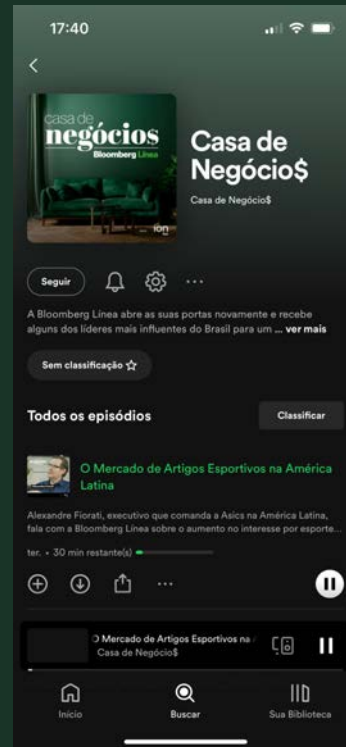 17:40
casa de
negócios
Bloomberg Línea
ion
Casa de
Negócio$
Casa de Negócio$
Seguir
A Bloomberg Línea abre as suas portas novamente e recebe
alguns dos líderes mais influentes do Brasil para um ... ver mais
Sem classificação
Todos os episódios
Classificar
O Mercado de Artigos Esportivos na América
Latina
Alexandre Fiorati, executivo que comanda a Asics na América Latina,
fala com a Bloomberg Línea sobre o aumento no interesse por esporte...
ter. • 30 min restante(s)
O Mercado de Artigos Esportivos na
Casa de Negócio$
Início
Buscar
Sua Biblioteca